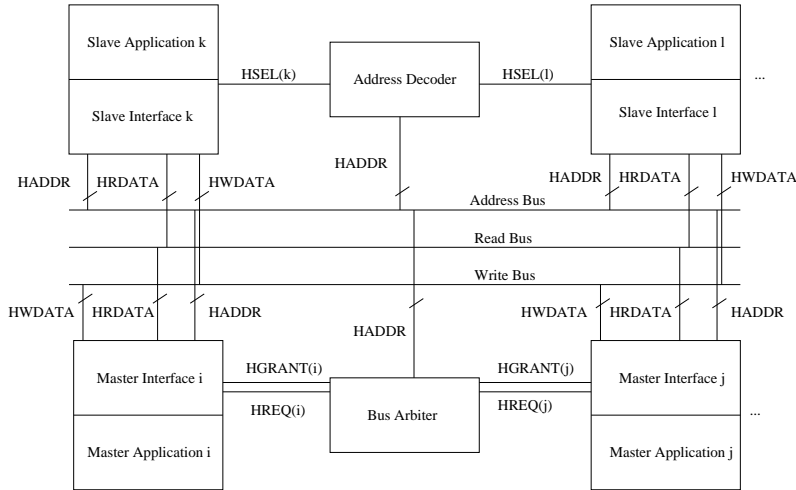 Slave Application k
Slave Application l
HSEL(k)
Address Decoder
HSEL(l)
...
Slave Interface k
Slave Interface l
HADDR
HADDR
HRDATA
HWDATA
HADDR
HRDATA
HWDATA
Address Bus
Read Bus
Write Bus
HWDATA
HRDATA
HADDR
HADDR
HWDATA
HRDATA
HADDR
Master Interface i
HGRANT(i)
HGRANT(j)
Master Interface j
HREQ(i)
Bus Arbiter
HREQ(j)
...
Master Application i
Master Application j